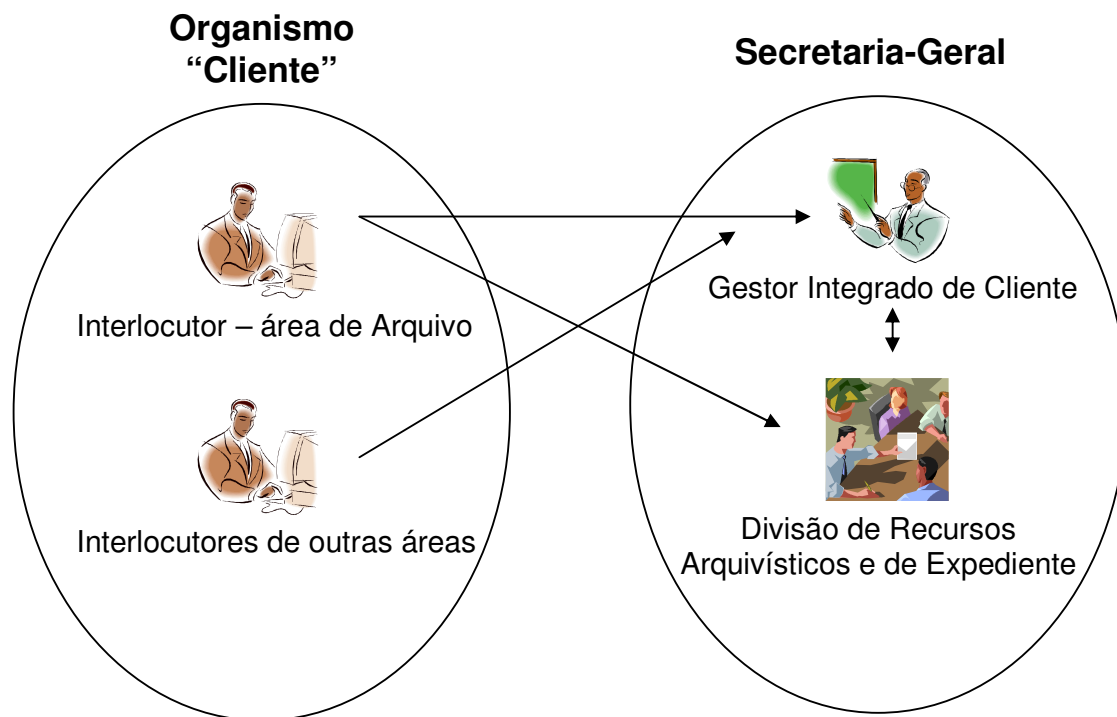 Organismo
“Cliente”
Secretaria-Geral
Interlocutor – área de Arquivo
Gestor Integrado de Cliente
Interlocutores de outras áreas
Divisão de Recursos
Arquivísticos e de Expediente